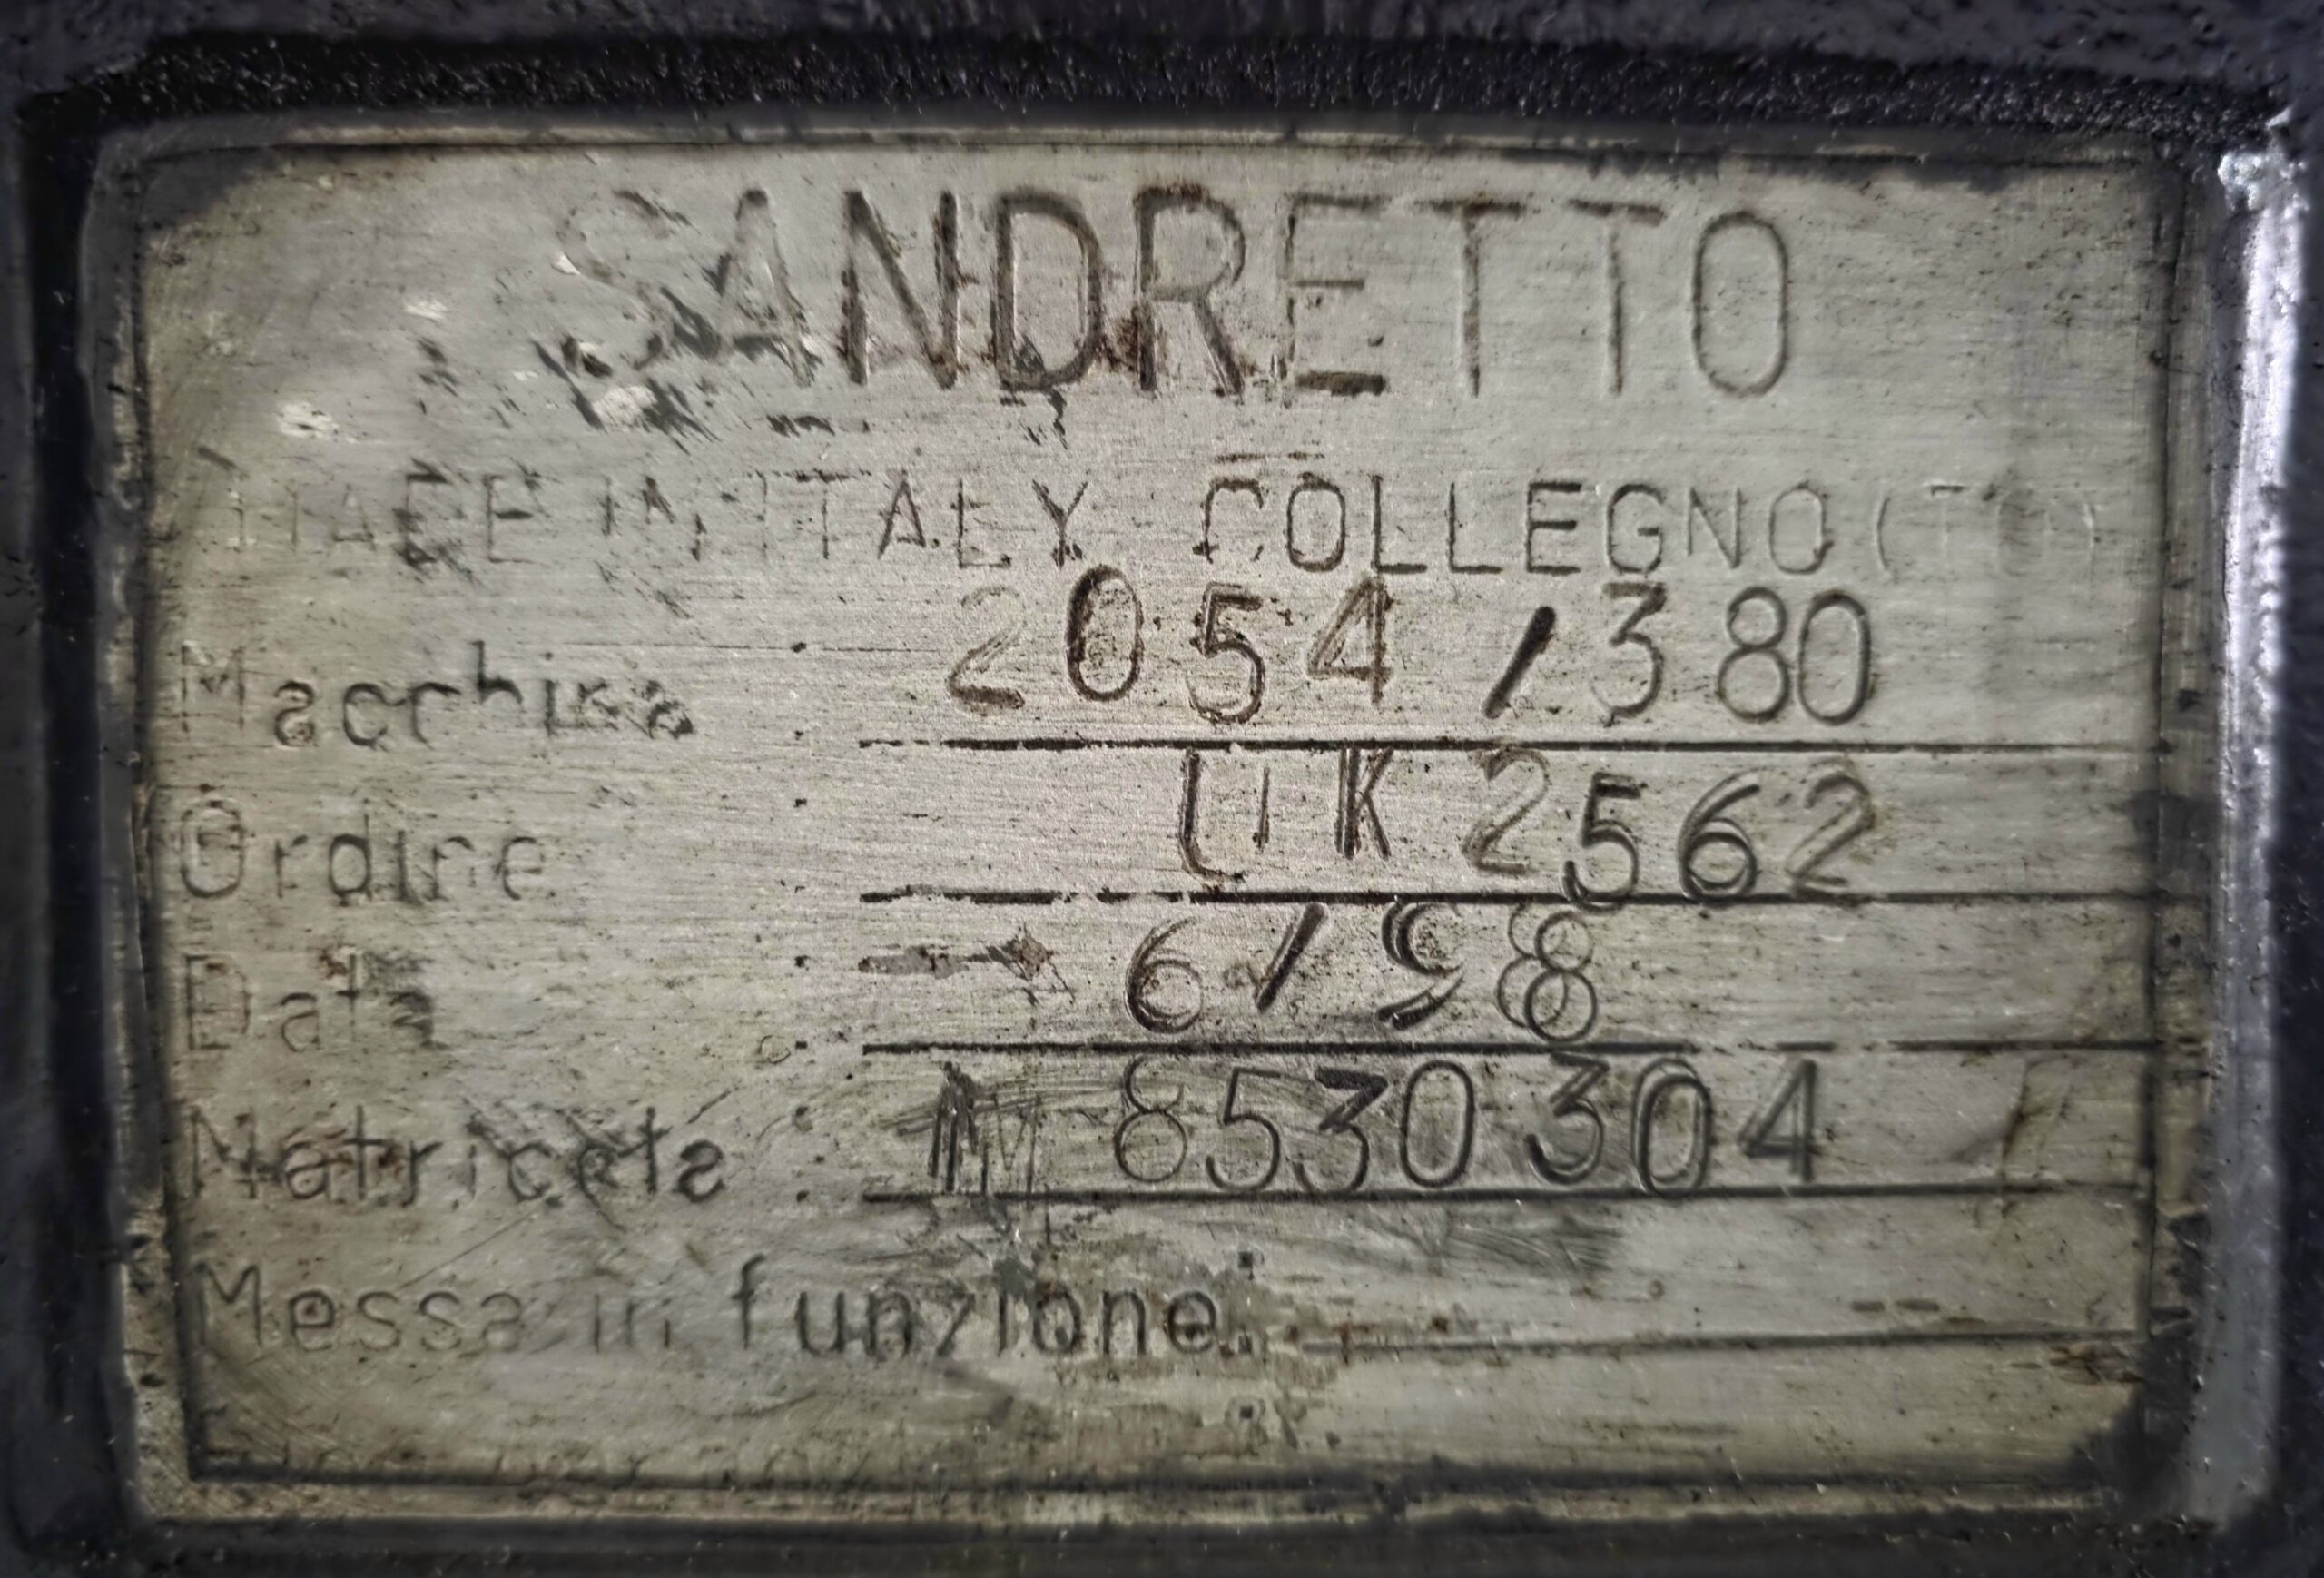 SANDRETTO
MADE IN ITALY COLLEGNO (TO)
Macchina : 2054 / 380
Ordine : UK 2562
Data : 6/98
Matricola : M 8530304
Messa in funzione: